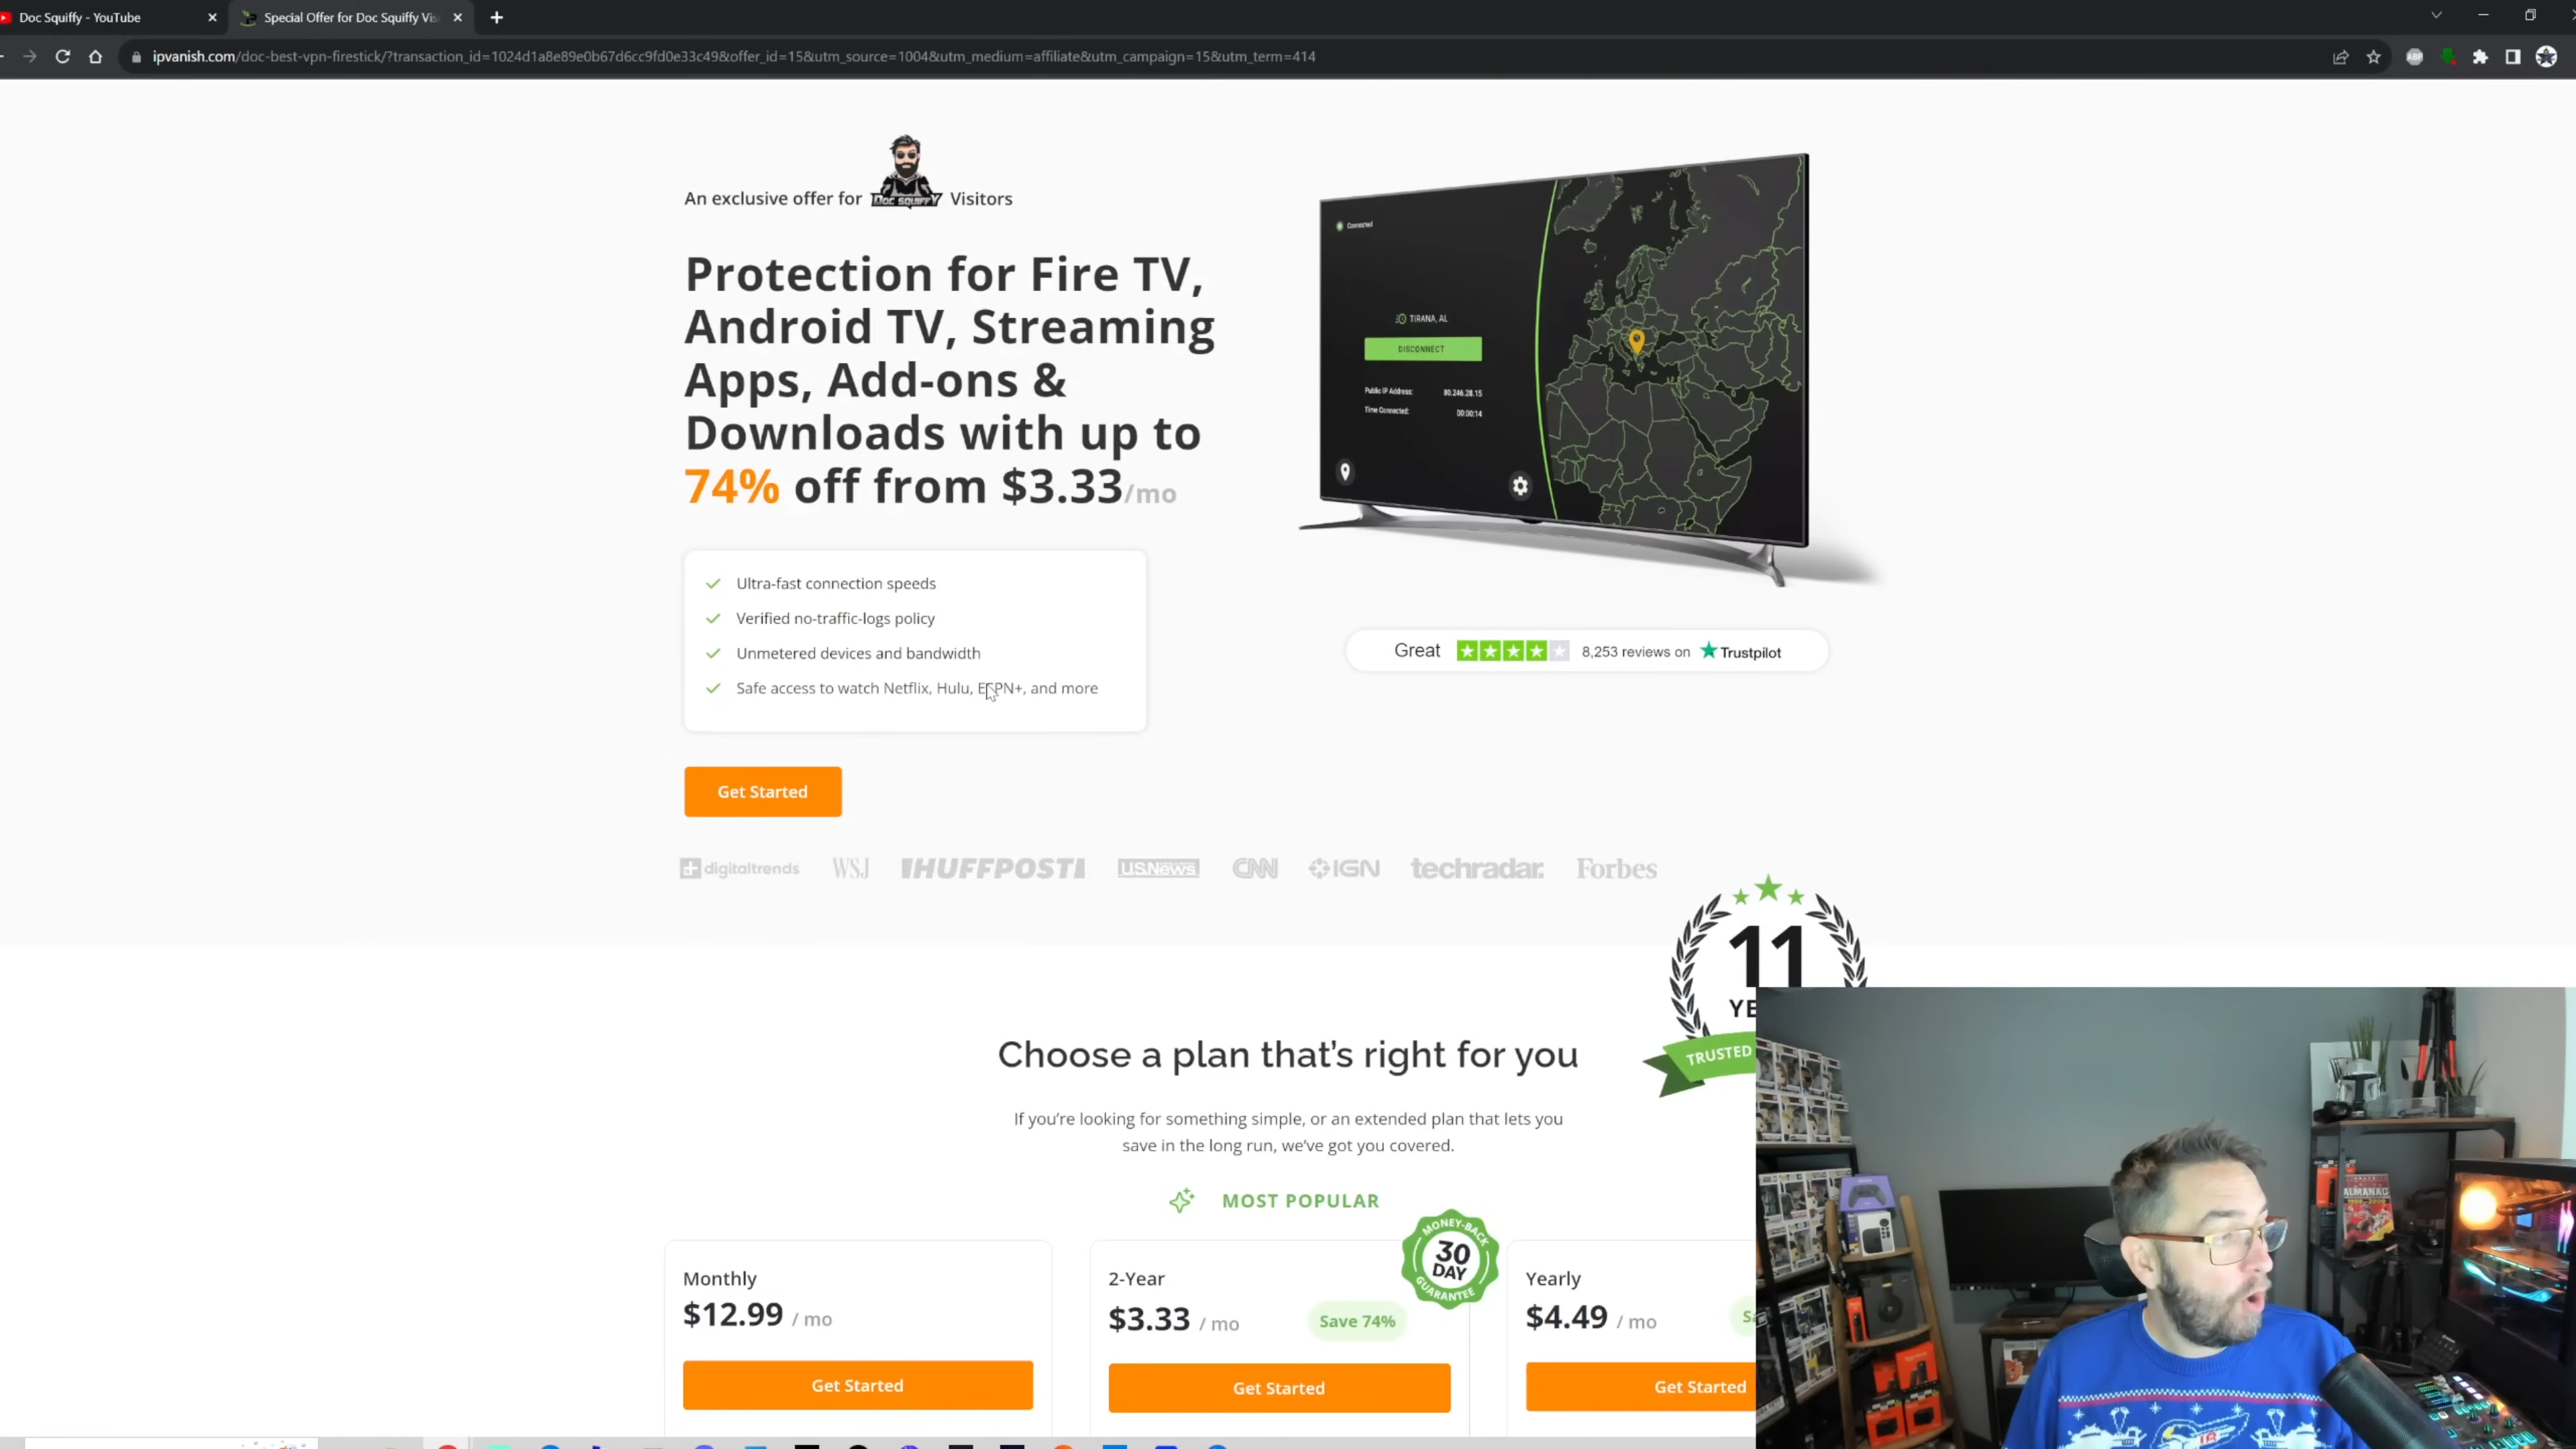 Doc Squiffy - YouTube
Special Offer for Doc Squiffy Vis
ipvanish.com/doc-best-vpn-firestick/?transaction_id=1024d1a8e89e0b67d6cc9fd0e33c49&offer_id=15&utm_source=1004&utm_medium=affiliate&utm_campaign=15&utm_term=414
ABP
An exclusive offer for DOC SQUIFFY Visitors
Protection for Fire TV,
Android TV, Streaming
Apps, Add-ons &
Downloads with up to
74% off from $3.33/mo
Connected
TIRANA, AL
DISCONNECT
Public IP Address: 80.246.28.15
Time Connected: 00:00:14
Ultra-fast connection speeds
Verified no-traffic-logs policy
Unmetered devices and bandwidth
Safe access to watch Netflix, Hulu, ESPN+, and more
Great 8,253 reviews on Trustpilot
Get Started
digitaltrends WSJ IHUFFPOSTI U.S.News CNN IGN techradar. Forbes
11
YE
TRUSTED
Choose a plan that's right for you
If you're looking for something simple, or an extended plan that lets you
save in the long run, we've got you covered.
MOST POPULAR
MONEY-BACK
30
DAY
GUARANTEE
Monthly
$12.99 / mo
Get Started
2-Year
$3.33 / mo
Save 74%
Get Started
Yearly
$4.49 / mo
Sa
Get Started
ALMANAC